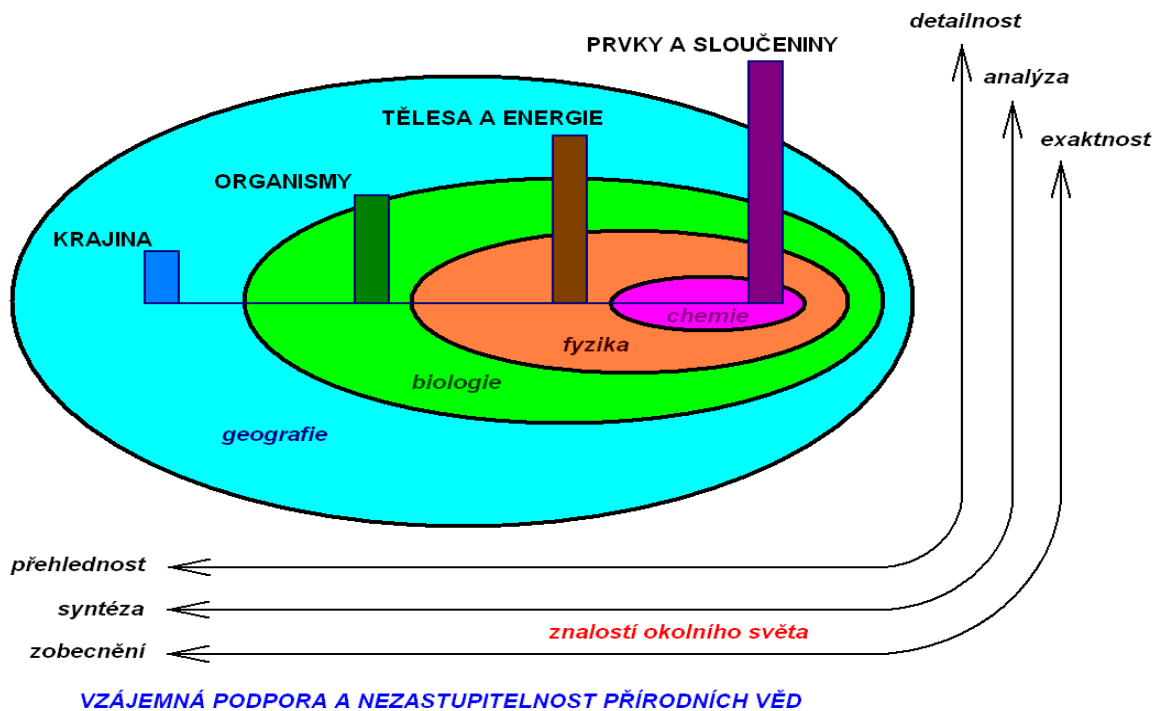 detailnost
PRVKY A SLOUČENINY
analýza
TĚLESA A ENERGIE
exaktnost
ORGANISMY
KRAJINA
chemie
fyzika
biologie
geografie
přehlednost
syntéza
znalostí okolního světa
zobecnění
VZÁJEMNÁ PODPORA A NEZASTUPITELNOST PŘÍRODNÍCH VĚD